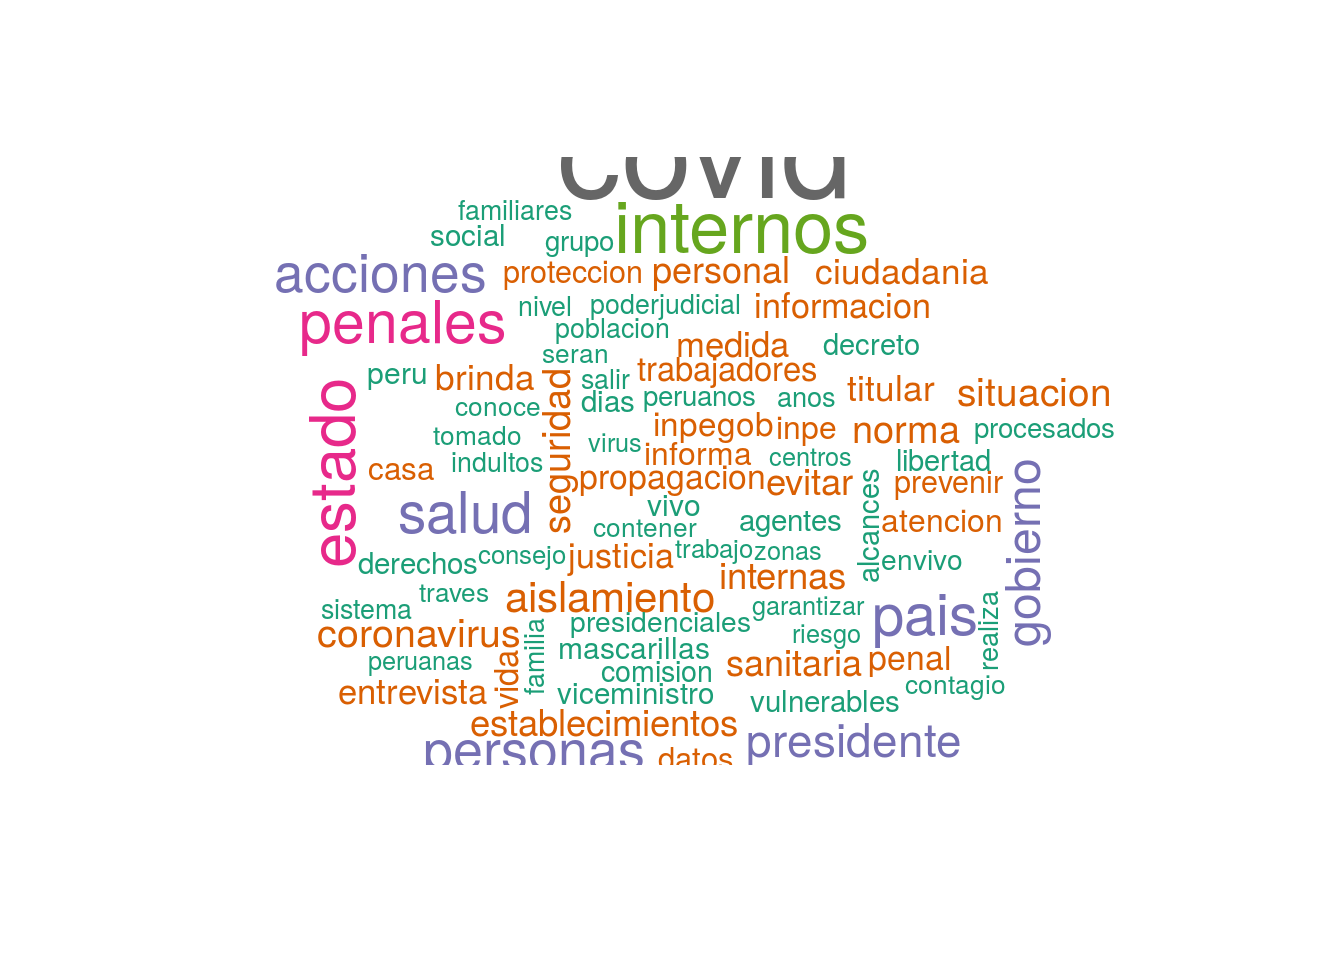 covid
familiares
internos
social
grupo
acciones
proteccion
personal
ciudadania
nivel
poderjudicial
informacion
penales
poblacion
medida
decreto
seran
peru
brinda
seguridad
salir
trabajadores
titular
situacion
estado
conoce
dias
peruanos
anos
tomado
virus
inpegob
inpe
norma
procesados
casa
indultos
informa
centros
libertad
gobierno
propagacion
evitar
alcances
prevenir
salud
vivo
contener
agentes
atencion
derechos
consejo
justicia
trabajo
zonas
envivo
traves
internas
sistema
aislamiento
garantizar
pais
realiza
coronavirus
familia
presidenciales
riesgo
peruanas
vida
mascarillas
comision
sanitaria
penal
entrevista
viceministro
vulnerables
contagio
establecimientos
personas
datos
presidente